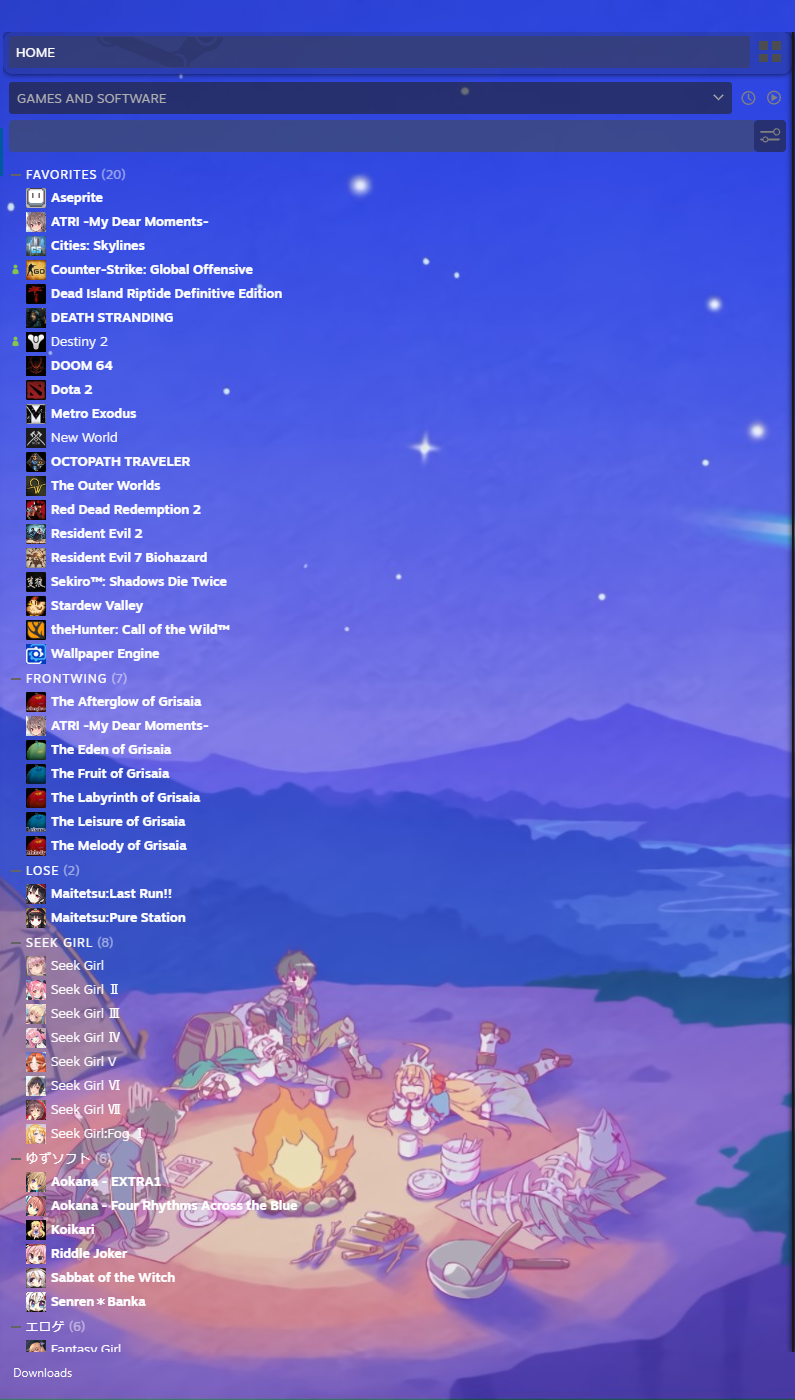 HOME
GAMES AND SOFTWARE
FAVORITES (20)
Aseprite
ATRI -My Dear Moments-
Cities: Skylines
Counter-Strike: Global Offensive
Dead Island Riptide Definitive Edition
DEATH STRANDING
Destiny 2
DOOM 64
Dota 2
Metro Exodus
New World
OCTOPATH TRAVELER
The Outer Worlds
Red Dead Redemption 2
Resident Evil 2
Resident Evil 7 Biohazard
Sekiro™: Shadows Die Twice
Stardew Valley
theHunter: Call of the Wild™
Wallpaper Engine
FRONTWING (7)
The Afterglow of Grisaia
ATRI -My Dear Moments-
The Eden of Grisaia
The Fruit of Grisaia
The Labyrinth of Grisaia
The Leisure of Grisaia
The Melody of Grisaia
LOSE (2)
Maitetsu:Last Run!!
Maitetsu:Pure Station
SEEK GIRL (8)
Seek Girl
Seek Girl Ⅱ
Seek Girl Ⅲ
Seek Girl Ⅳ
Seek Girl V
Seek Girl Ⅵ
Seek Girl Ⅶ
Seek Girl:Fog Ⅰ
ゆずソフト (6)
Aokana - EXTRA1
Aokana - Four Rhythms Across the Blue
Koikari
Riddle Joker
Sabbat of the Witch
Senren＊Banka
エロゲ (6)
Fantasy Girl
Downloads